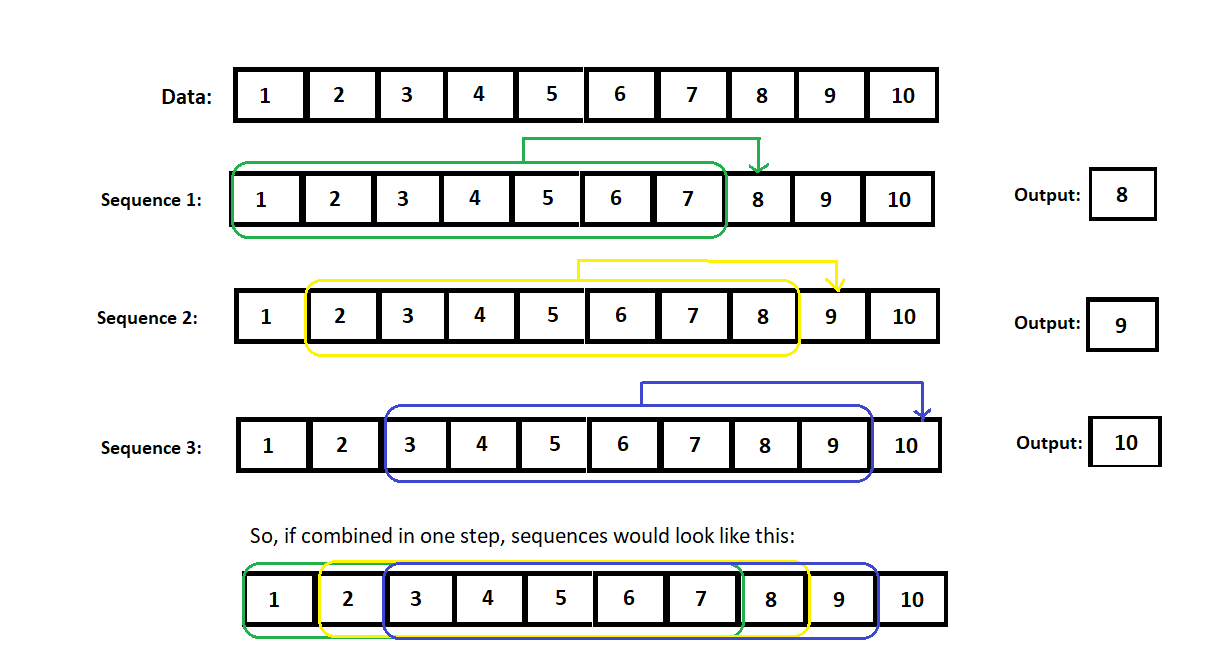 Data: 1 2 3 4 5 6 7 8 9 10
Sequence 1: 1 2 3 4 5 6 7 8 9 10 Output: 8
Sequence 2: 1 2 3 4 5 6 7 8 9 10 Output: 9
Sequence 3: 1 2 3 4 5 6 7 8 9 10 Output: 10
So, if combined in one step, sequences would look like this:
1 2 3 4 5 6 7 8 9 10